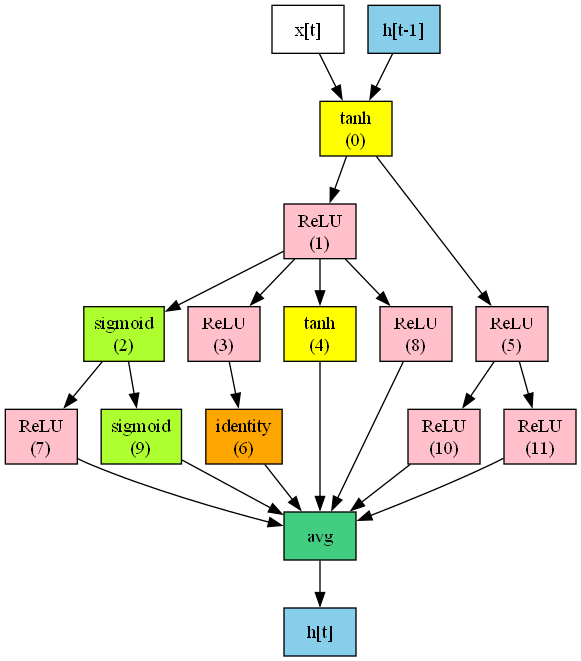 x[t]
h[t-1]
tanh
(0)
ReLU
(1)
sigmoid
(2)
ReLU
(3)
tanh
(4)
ReLU
(8)
ReLU
(5)
ReLU
(7)
sigmoid
(9)
identity
(6)
ReLU
(10)
ReLU
(11)
avg
h[t]